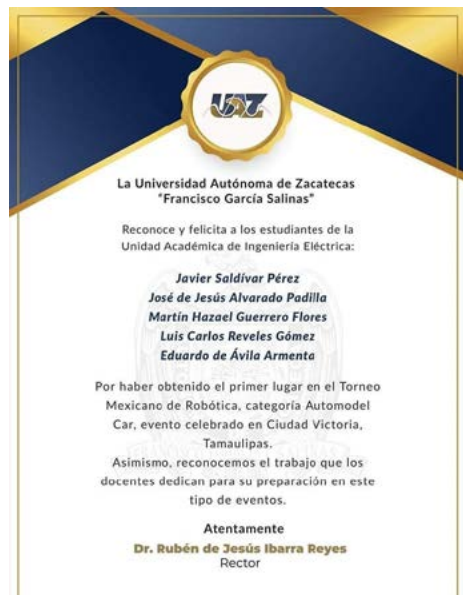 UAZ
La Universidad Autónoma de Zacatecas
"Francisco García Salinas"
Reconoce y felicita a los estudiantes de la
Unidad Académica de Ingeniería Eléctrica:
Javier Saldívar Pérez
José de Jesús Alvarado Padilla
Martín Hazael Guerrero Flores
Luis Carlos Reveles Gómez
Eduardo de Ávila Armenta
Por haber obtenido el primer lugar en el Torneo
Mexicano de Robótica, categoría Automodel
Car, evento celebrado en Ciudad Victoria,
Tamaulipas.
Asimismo, reconocemos el trabajo que los
docentes dedican para su preparación en este
tipo de eventos.
Atentamente
Dr. Rubén de Jesús Ibarra Reyes
Rector